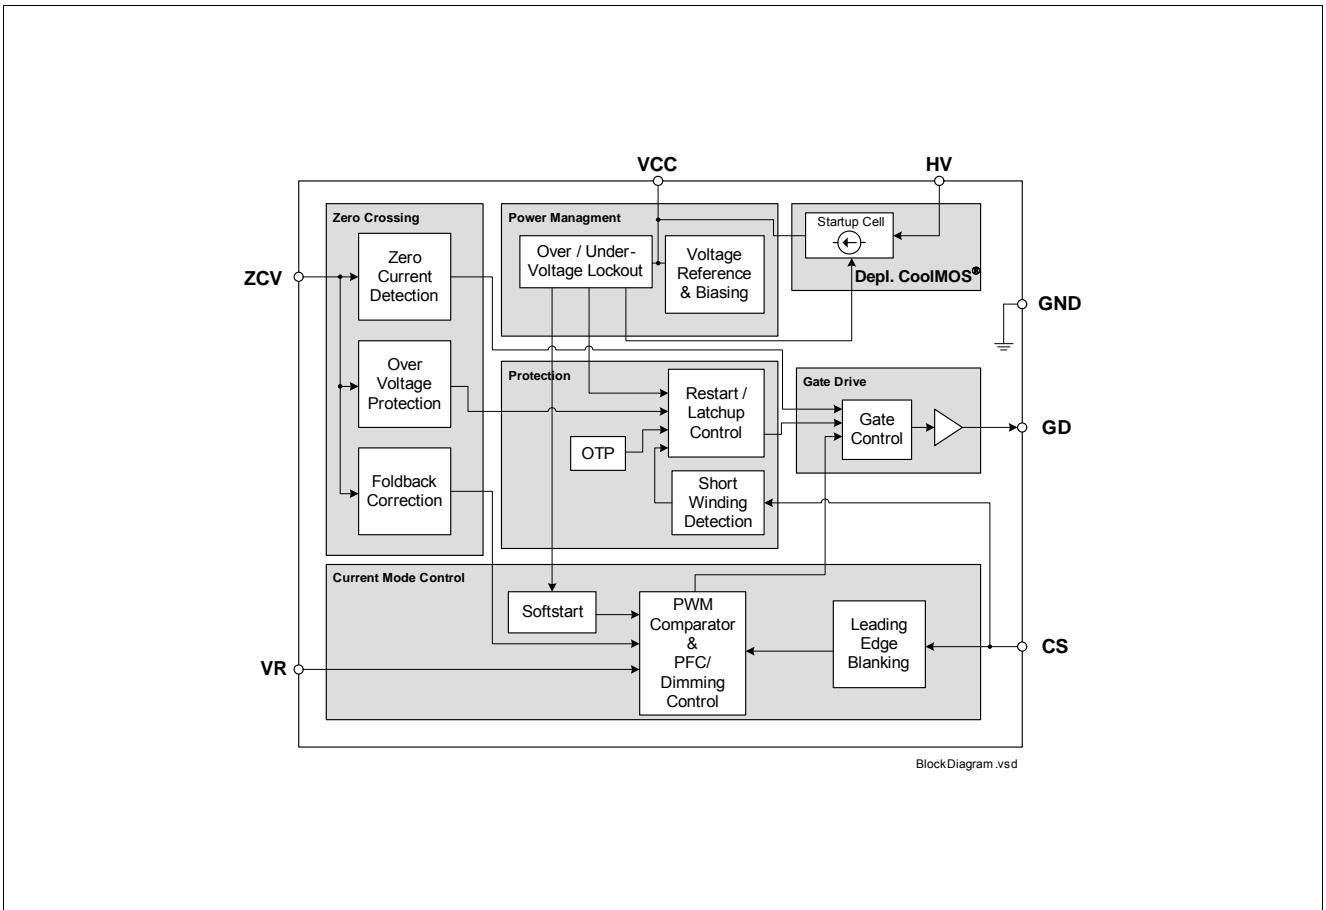 VCC
HV
Zero Crossing
Power Managment
Startup Cell
Depl. CoolMOS®
ZCV
Zero
Current
Detection
Over / Under-
Voltage Lockout
Voltage
Reference
& Biasing
GND
Over
Voltage
Protection
Protection
Restart /
Latchup
Control
Gate Drive
Gate
Control
GD
OTP
Foldback
Correction
Short
Winding
Detection
Current Mode Control
Softstart
PWM
Comparator
&
PFC/
Dimming
Control
Leading
Edge
Blanking
CS
VR
BlockDiagram.vsd